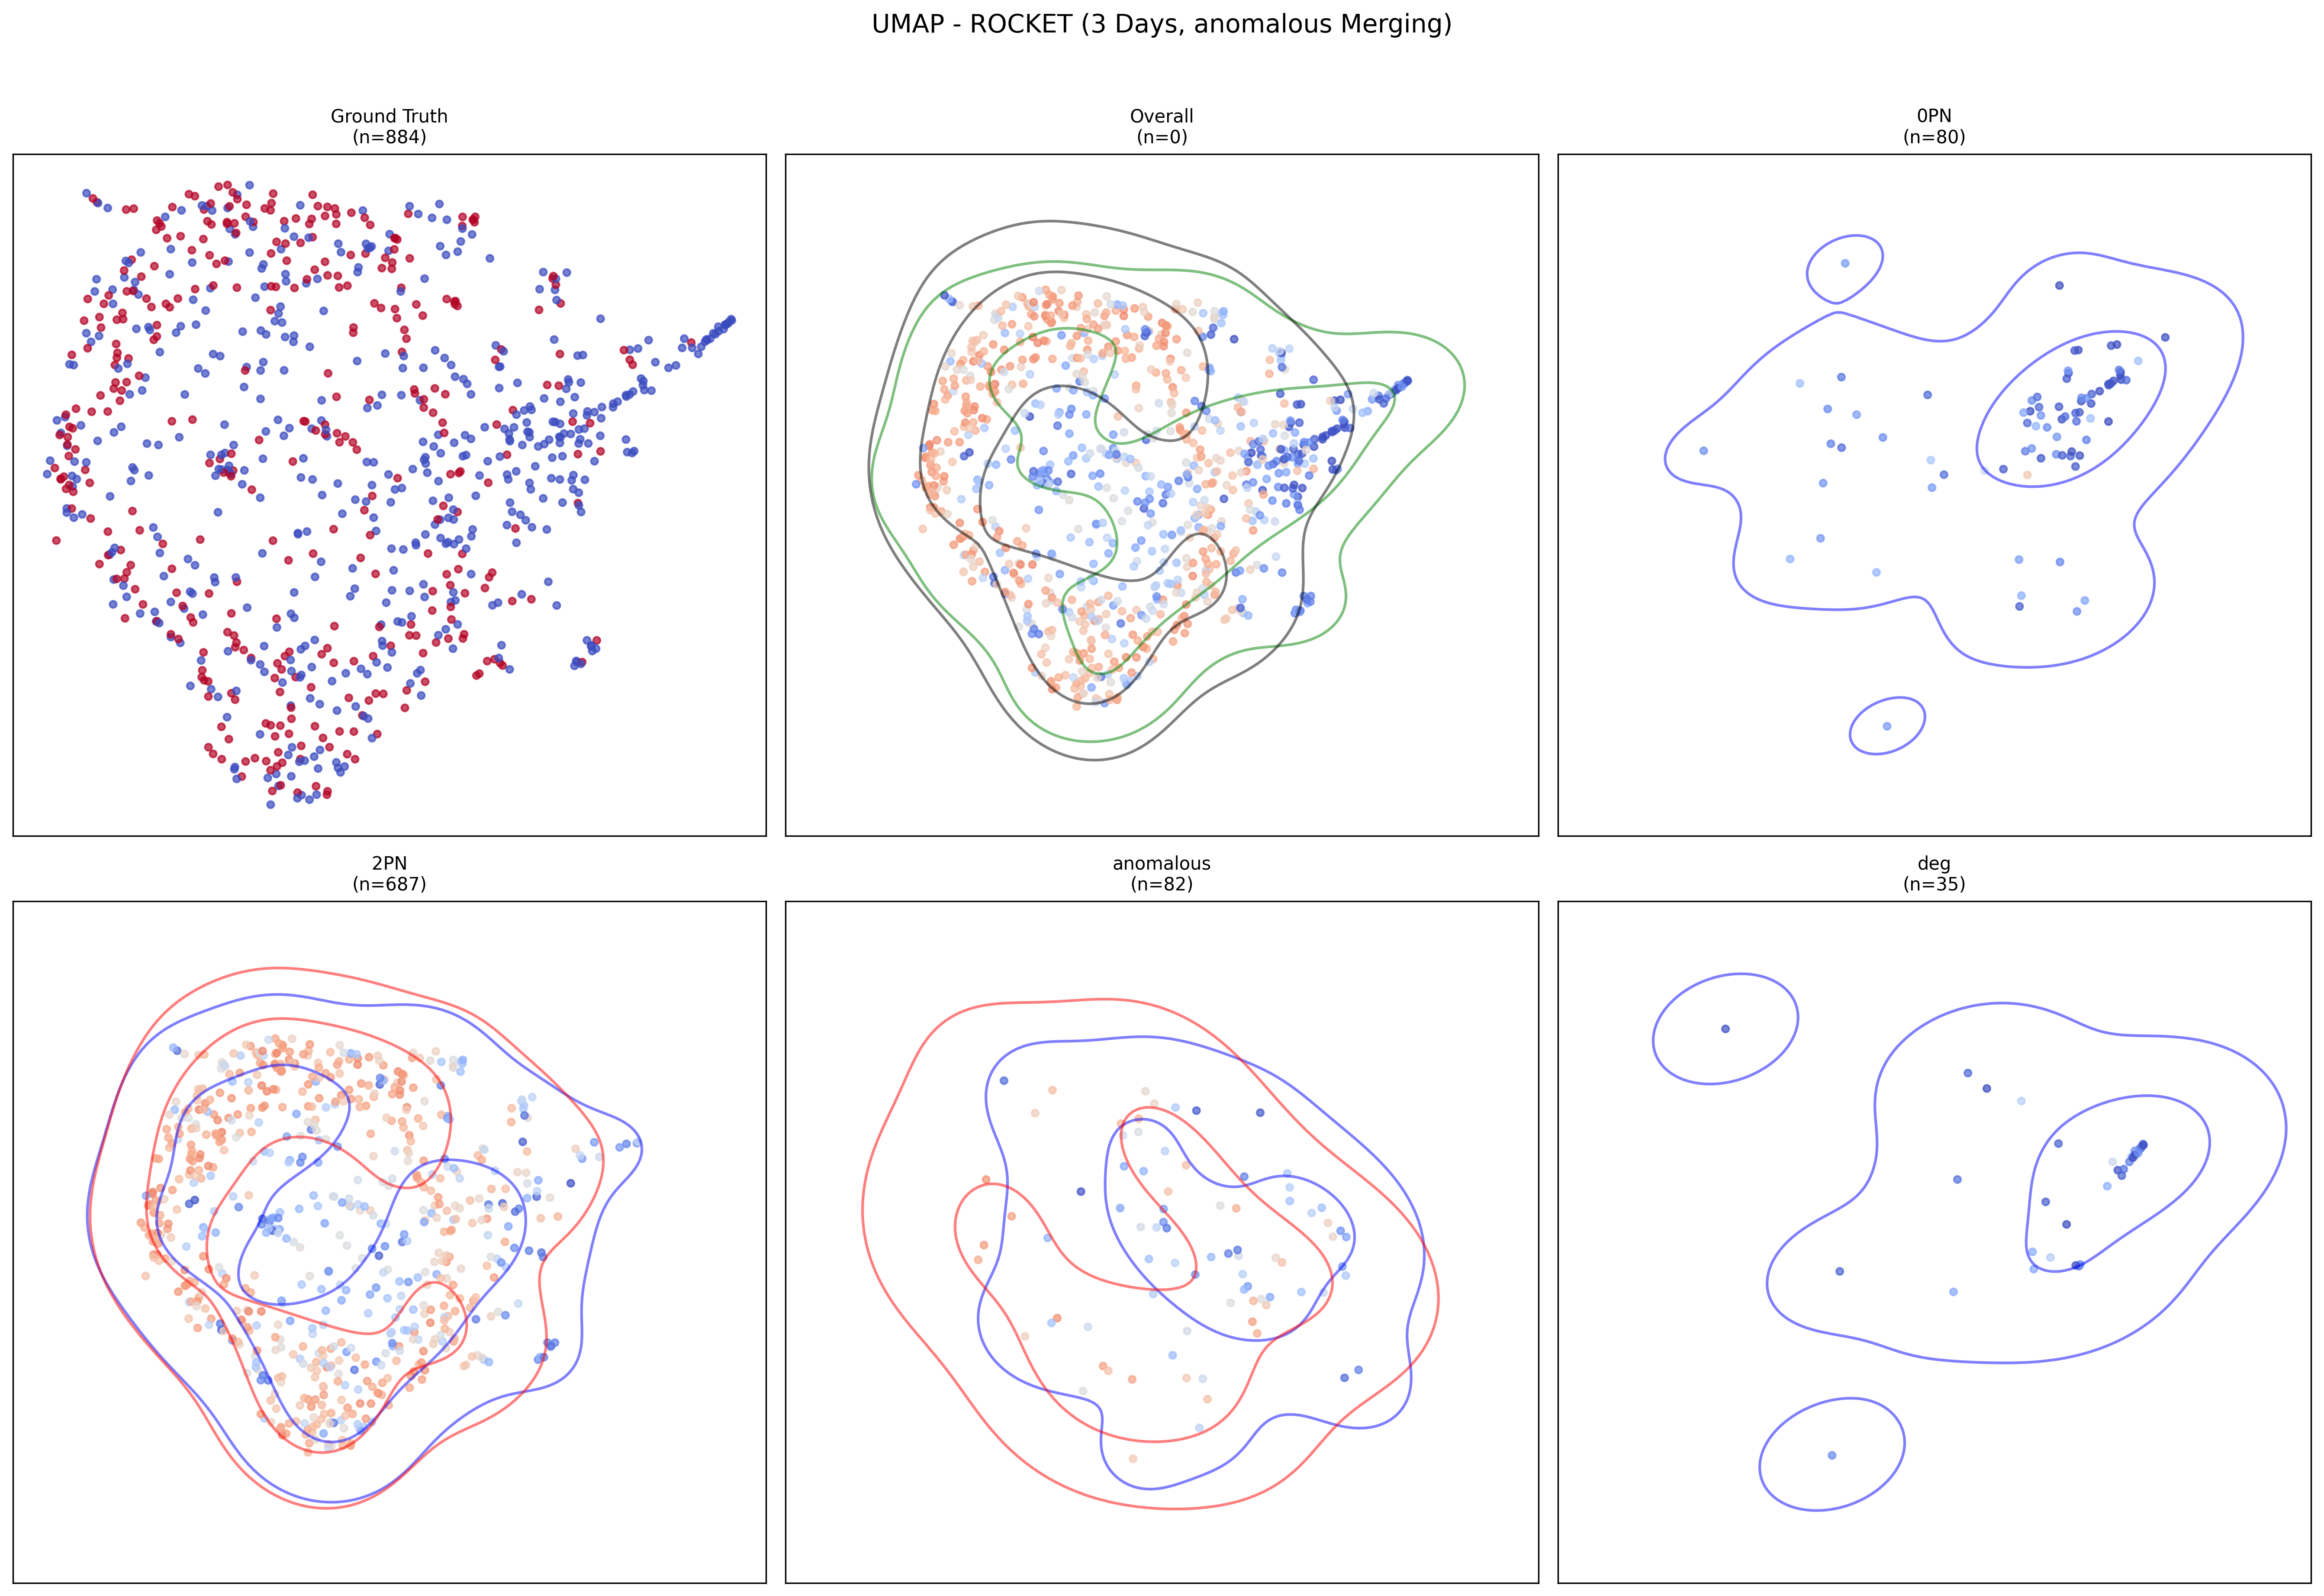 UMAP - ROCKET (3 Days, anomalous Merging)
Ground Truth
(n=884)
Overall
(n=0)
0PN
(n=80)
2PN
(n=687)
anomalous
(n=82)
deg
(n=35)